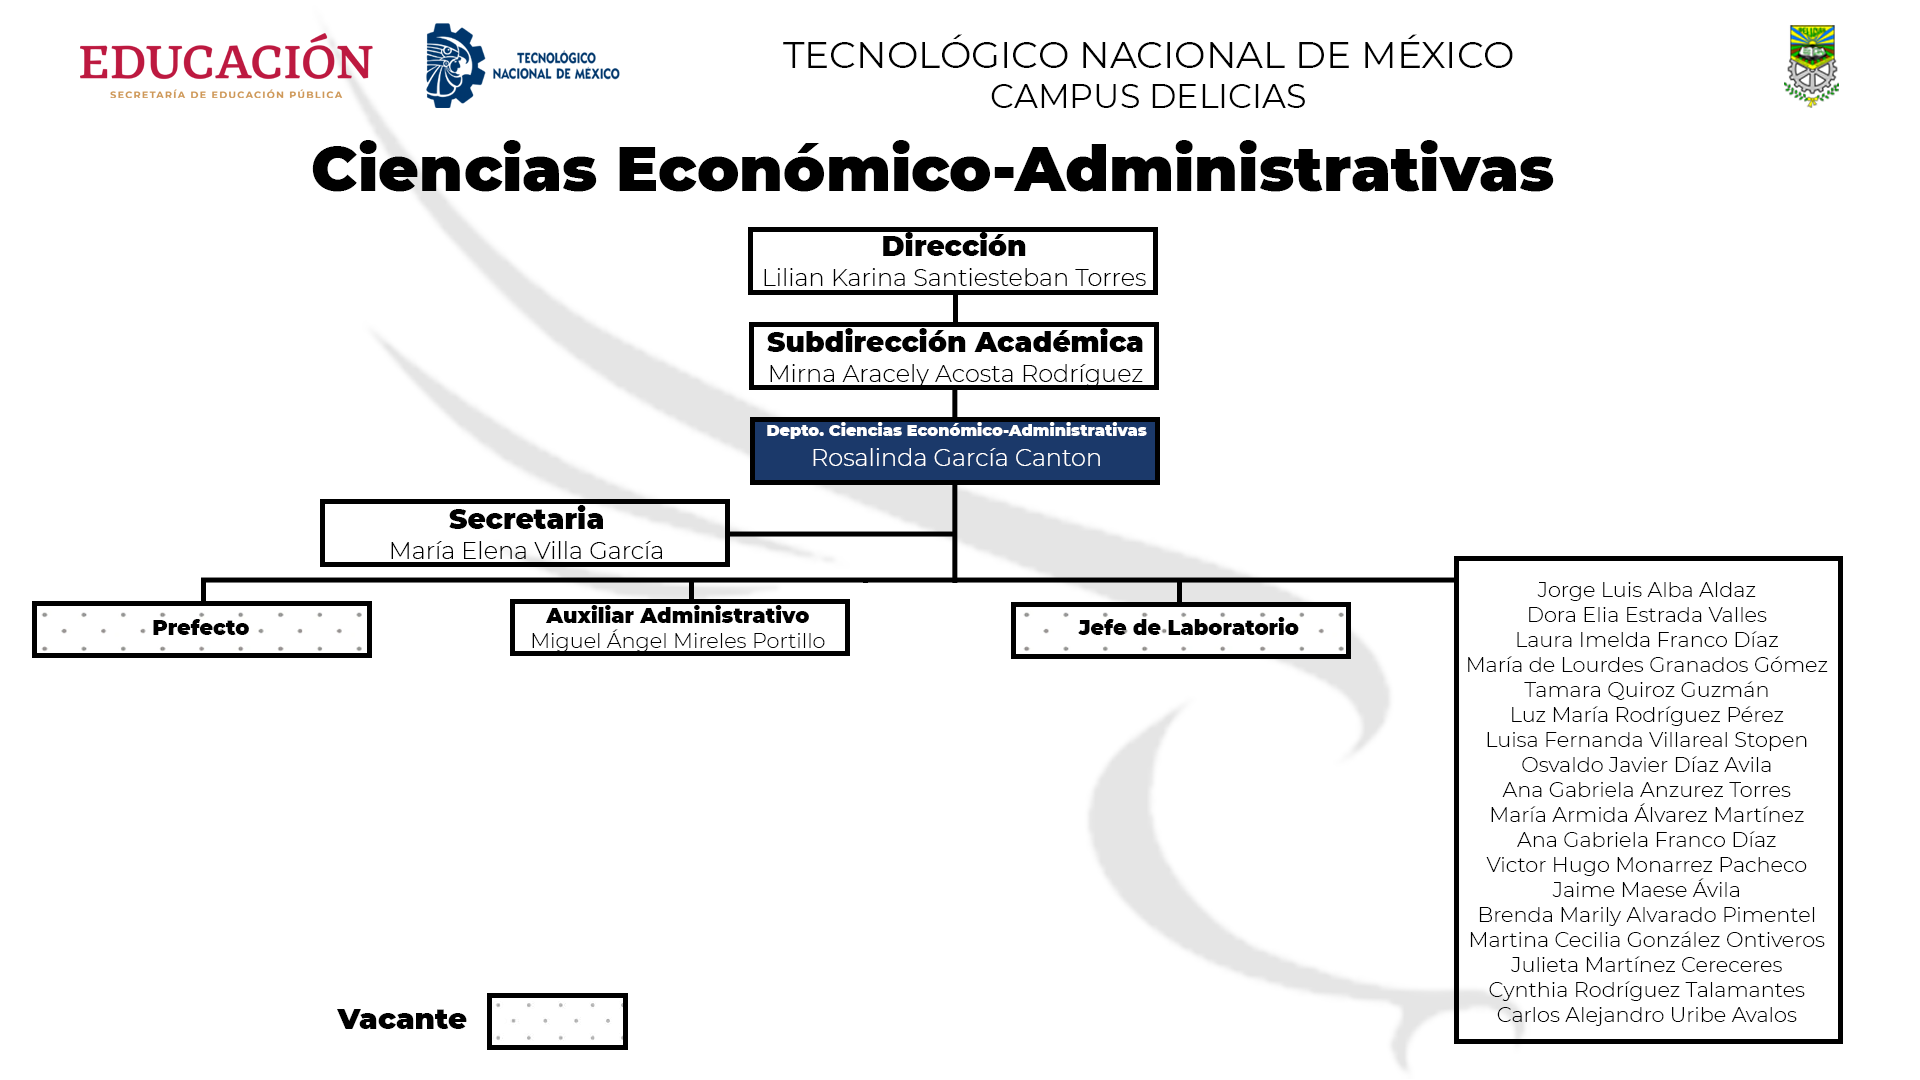 EDUCACIÓN
SECRETARÍA DE EDUCACIÓN PÚBLICA
TECNOLÓGICO
NACIONAL DE MÉXICO
TECNOLÓGICO NACIONAL DE MÉXICO
CAMPUS DELICIAS
Ciencias Económico-Administrativas
Dirección
Lilian Karina Santiesteban Torres
Subdirección Académica
Mirna Aracely Acosta Rodríguez
Depto. Ciencias Económico-Administrativas
Rosalinda García Canton
Secretaria
María Elena Villa García
Prefecto
Auxiliar Administrativo
Miguel Ángel Mireles Portillo
Jefe de Laboratorio
Jorge Luis Alba Aldaz
Dora Elia Estrada Valles
Laura Imelda Franco Díaz
María de Lourdes Granados Gómez
Tamara Quiroz Guzmán
Luz María Rodríguez Pérez
Luisa Fernanda Villareal Stopen
Osvaldo Javier Díaz Avila
Ana Gabriela Anzurez Torres
María Armida Álvarez Martínez
Ana Gabriela Franco Díaz
Victor Hugo Monarrez Pacheco
Jaime Maese Ávila
Brenda Marily Alvarado Pimentel
Martina Cecilia González Ontiveros
Julieta Martínez Cereceres
Cynthia Rodríguez Talamantes
Carlos Alejandro Uribe Avalos
Vacante